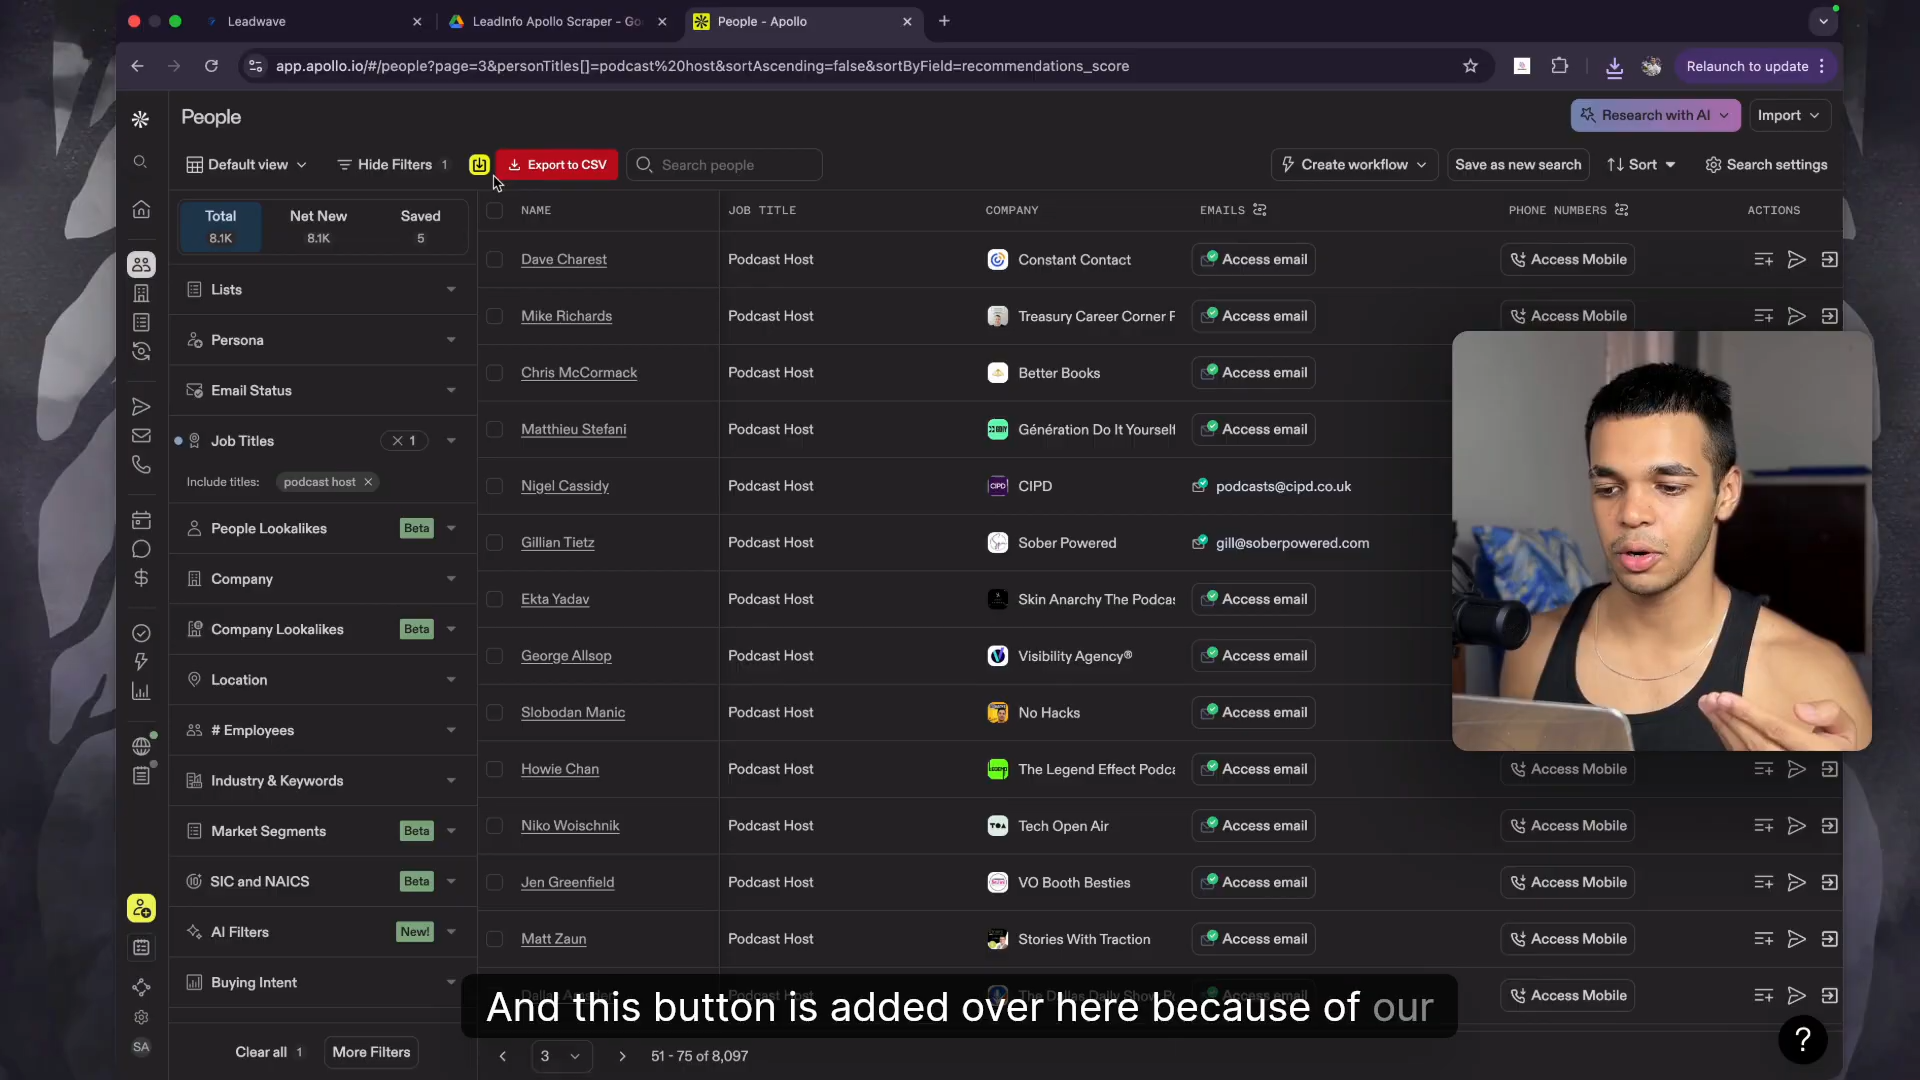 Leadwave
LeadInfo Apollo Scraper - Go
People - Apollo
app.apollo.io/#/people?page=3&personTitles[]=podcast%20host&sortAscending=false&sortByField=recommendations_score
Relaunch to update
People
Research with AI
Import
Default view
Hide Filters 1
Export to CSV
Search people
Create workflow
Save as new search
Sort
Search settings
Total
Net New
Saved
8.1K
8.1K
5
NAME JOB TITLE COMPANY EMAILS PHONE NUMBERS ACTIONS
Lists
Persona
Email Status
Job Titles
1
Include titles: podcast host
People Lookalikes Beta
Company
Company Lookalikes Beta
Location
# Employees
Industry & Keywords
Market Segments Beta
SIC and NAICS Beta
AI Filters New!
Buying Intent
Clear all 1
More Filters
SA
Dave Charest Podcast Host Constant Contact Access email Access Mobile
Mike Richards Podcast Host Treasury Career Corner Access email Access Mobile
Chris McCormack Podcast Host Better Books Access email
Matthieu Stefani Podcast Host Génération Do It Yourself Access email
Nigel Cassidy Podcast Host CIPD CIPD podcasts@cipd.co.uk
Gillian Tietz Podcast Host Sober Powered gill@soberpowered.com
Ekta Yadav Podcast Host Skin Anarchy The Podcas Access email
George Allsop Podcast Host Visibility Agency® Access email
Slobodan Manic Podcast Host No Hacks Access email
Howie Chan Podcast Host The Legend Effect Podca Access email Access Mobile
Niko Woischnik Podcast Host TOA Tech Open Air Access email Access Mobile
Jen Greenfield Podcast Host VO Booth Besties Access email Access Mobile
Matt Zaun Podcast Host Stories With Traction Access email Access Mobile
Access Mobile
And this button is added over here because of our
3
51 - 75 of 8,097
?